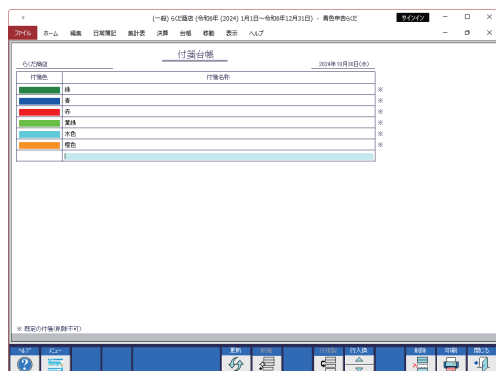 (一般) らくだ商店 (令和6年 (2024) 1月1日～令和6年12月31日) - 青色申告らくだ
サインイン
ファイル ホーム 編集 日常簿記 集計表 決算 台帳 移動 表示 ヘルプ
付箋台帳
らくだ商店
2024年10月30日(水)
付箋色 付箋名称
緑 ※
青 ※
赤 ※
黄緑 ※
水色 ※
橙色 ※
※ 既定の付箋(削除不可)
ヘルプ メニュー 更新 行複製 行入換 削除 印刷 閉じる